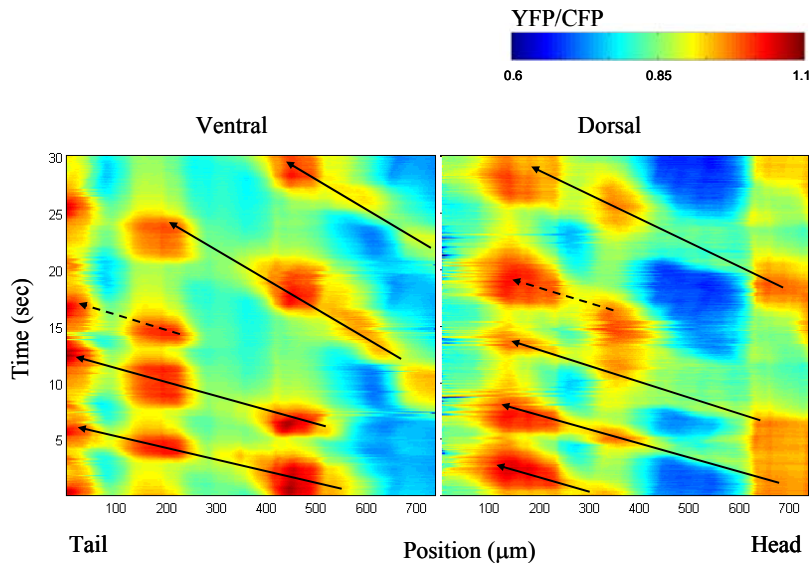 YFP/CFP
0.6 0.85 1.1
Ventral Dorsal
30
25
20
15
10
5
Time (sec)
100 200 300 400 500 600 700 100 200 300 400 500 600 700
Tail Position (μm) Head